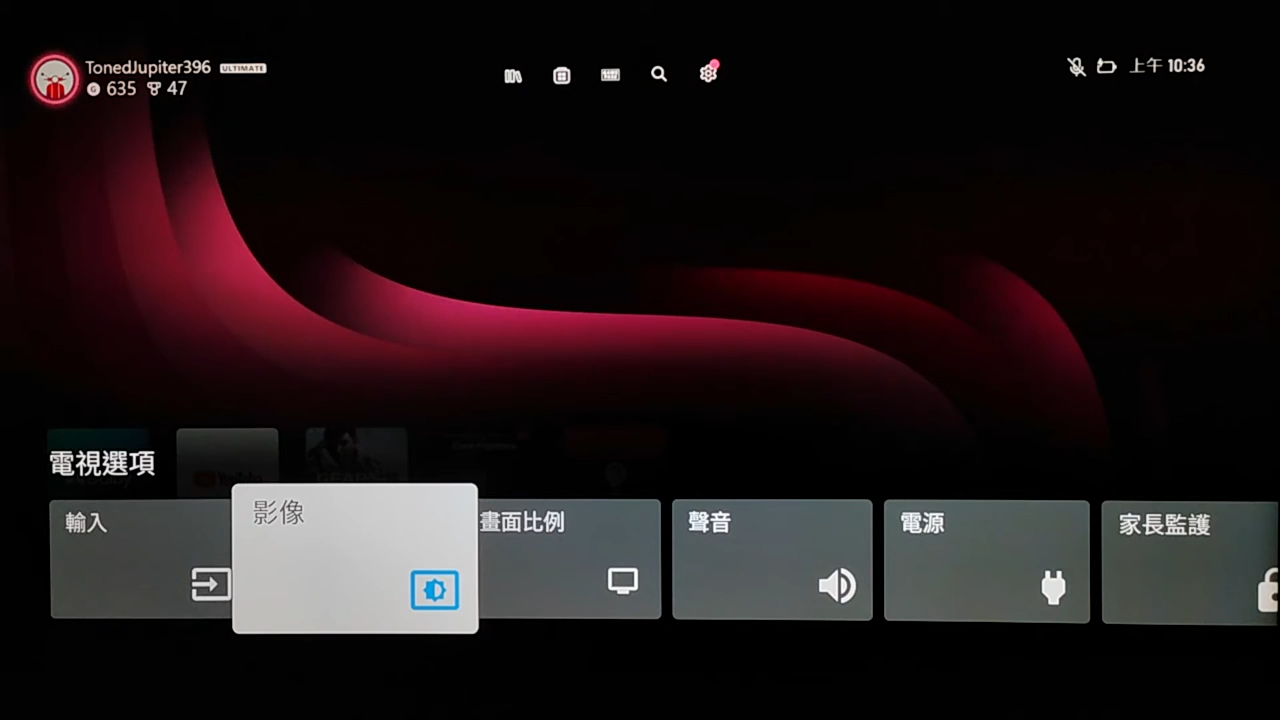 TonedJupiter396 ULTIMATE
G 635 47
上午 10:36
電視選項
輸入
影像
畫面比例
聲音
電源
家長監護